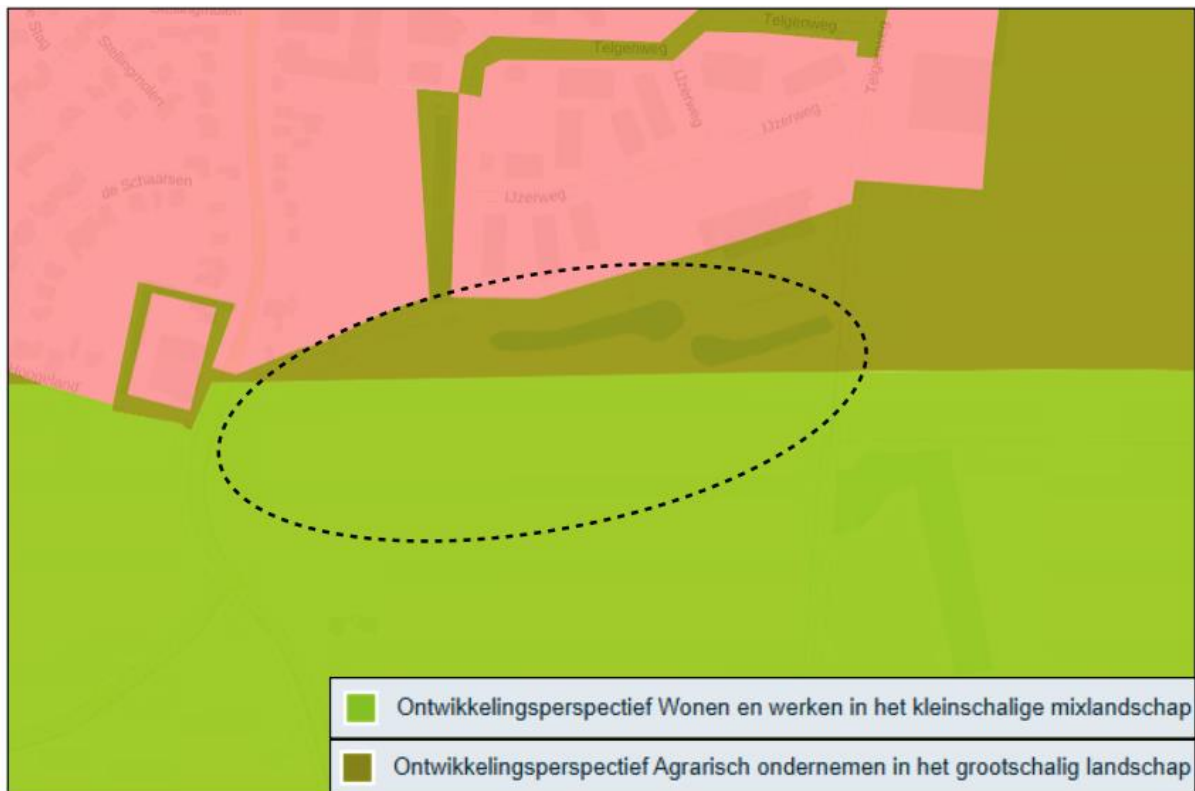 Stellingmolen
Telgenweg
Telgenweg
Telgenweg
IJzerweg
IJzerweg
de Schaarsen
IJzerweg
Ontwikkelingsperspectief Wonen en werken in het kleinschalige mixlandschap
Ontwikkelingsperspectief Agrarisch ondernemen in het grootschalig landschap